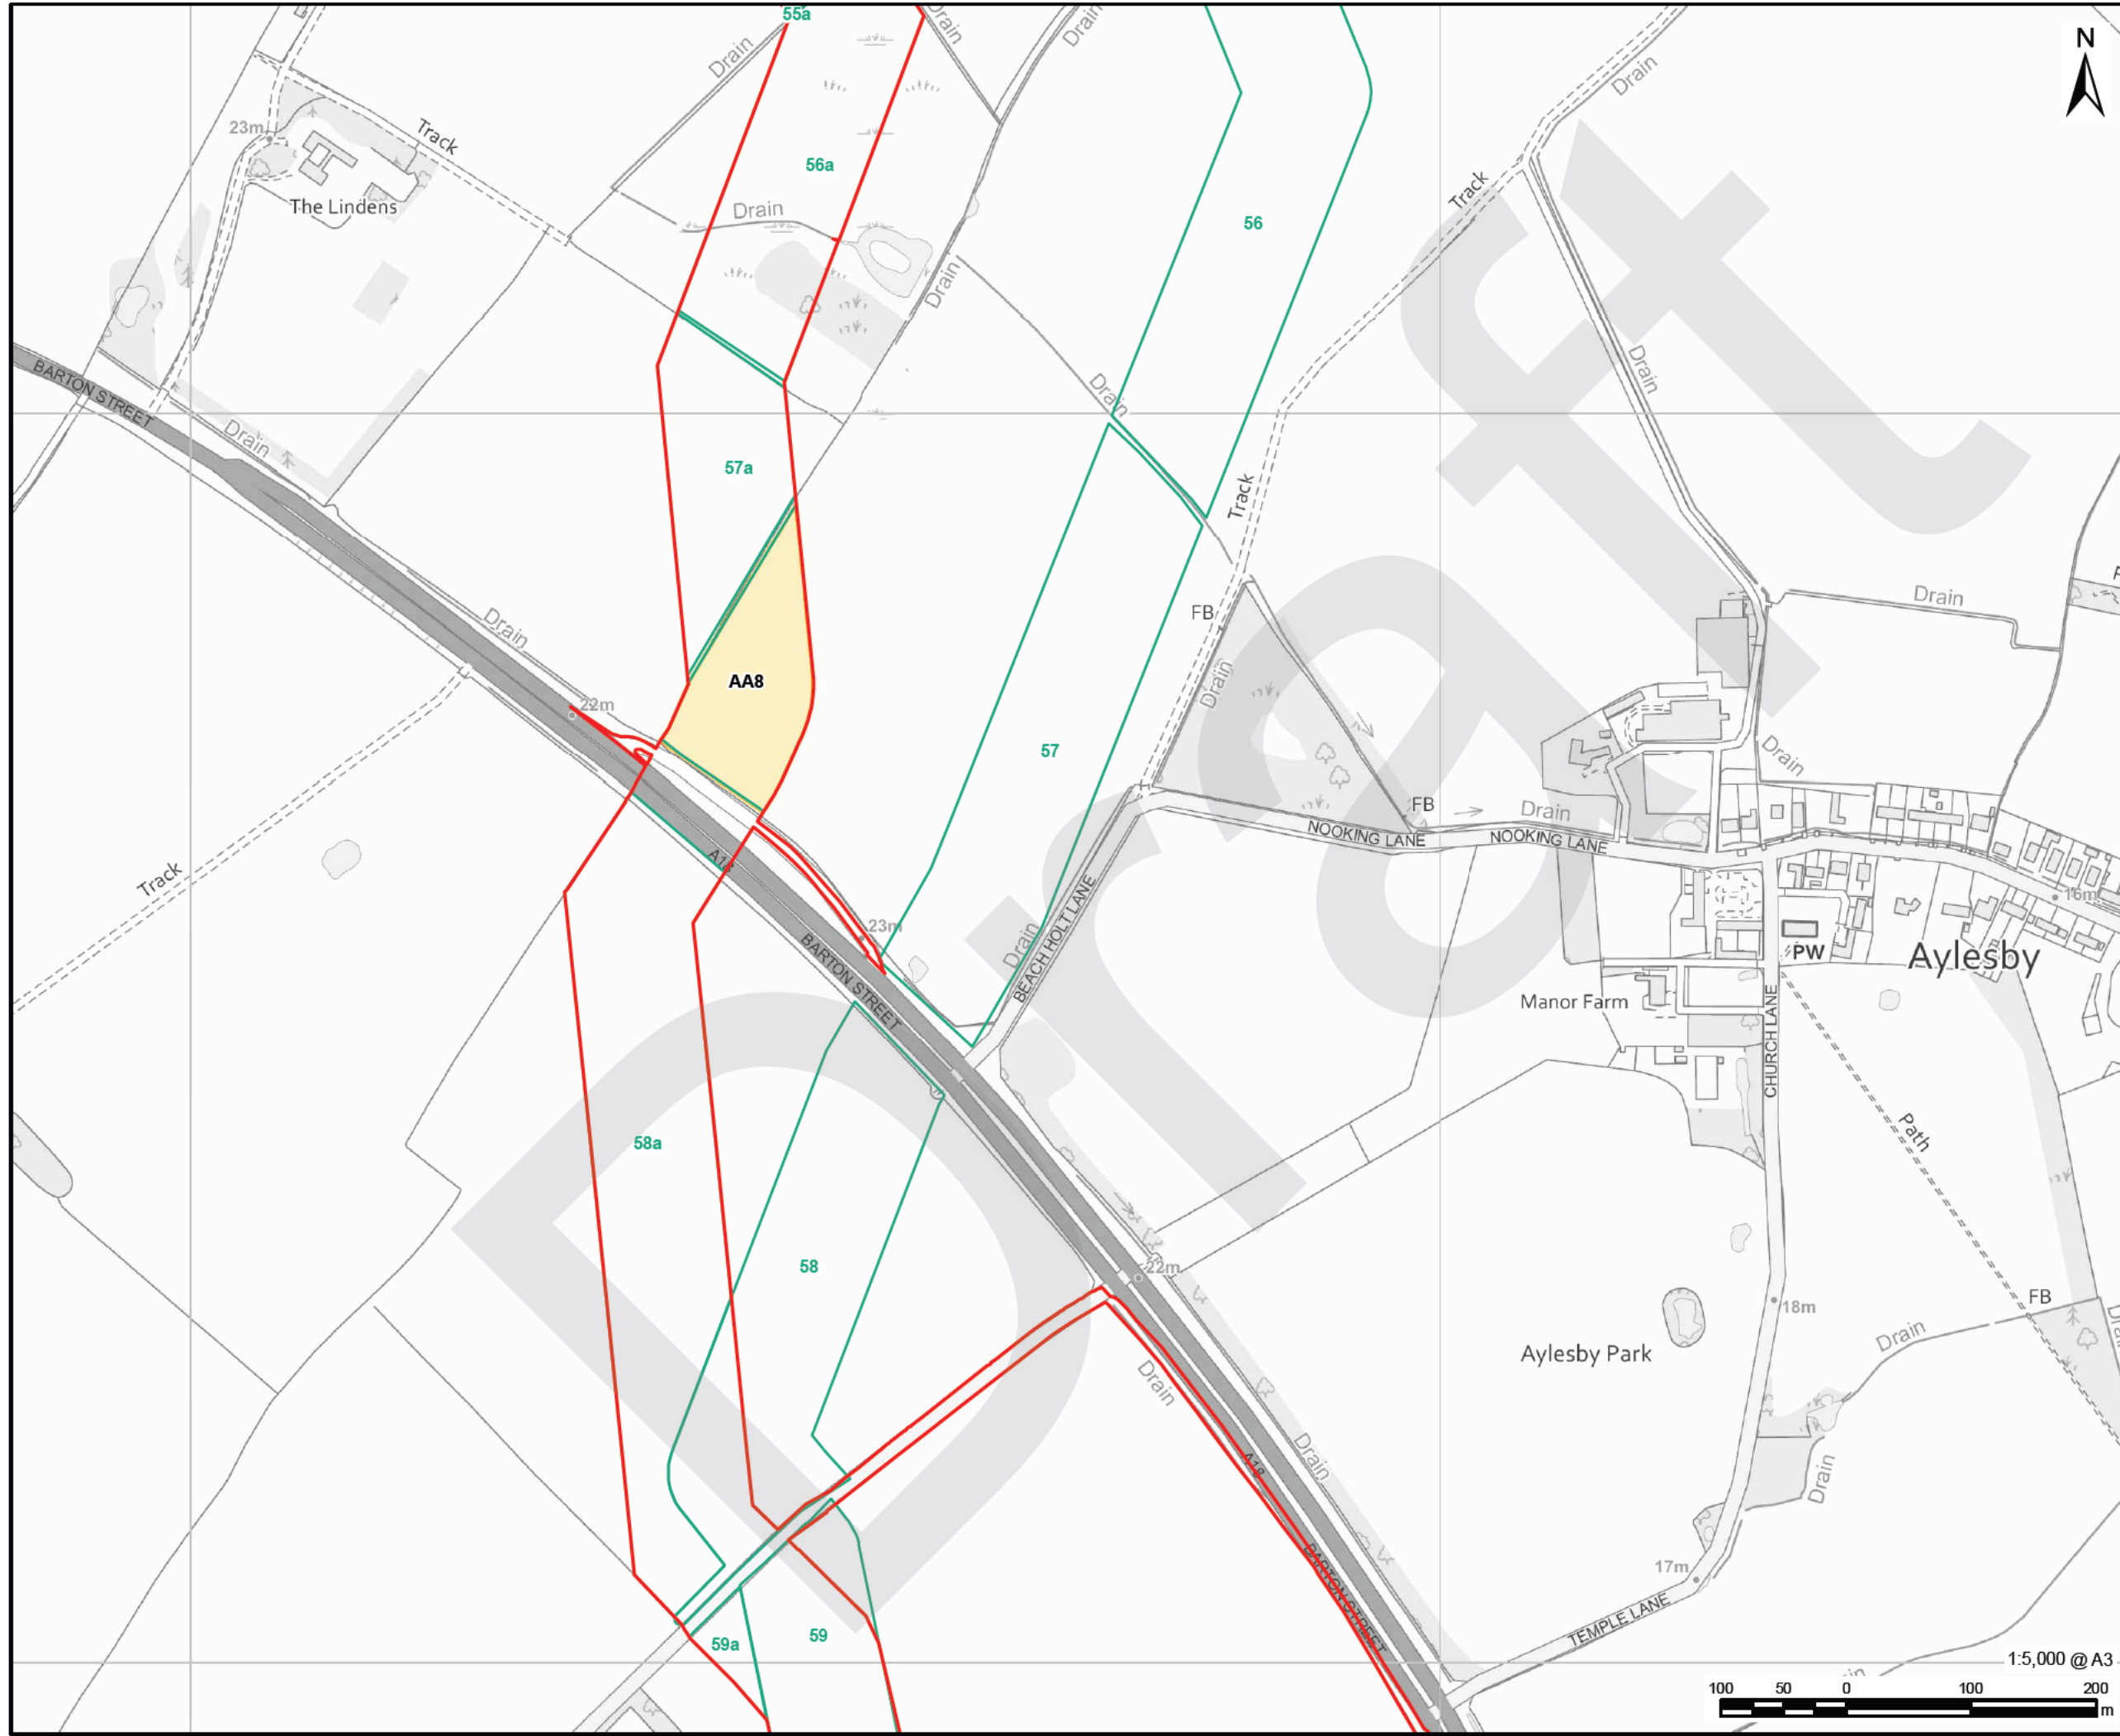 55a
Drain
Drain
Drain
Drain
N
23m
Track
56a
The Lindens
Drain
56
Track
Drain
BARTON STREET
Drain
Drain
Drain
57a
Track
Drain
Drain
AA8
FB
Drain
Drain
22m
57
Drain
FB
Drain
NOOKING LANE
NOOKING LANE
A18
Track
BEACH HOLT LANE
23m
Drain
16m
BARTON STREET
PW
Aylesby
Manor Farm
CHURCH LANE
58a
Path
58
22m
FB
18m
Drain
Aylesby Park
Drain
Drain
A18
Drain
BARTON STREET
17m
TEMPLE LANE
59a
59
1:5,000 @ A3
100 50 0 100 200
m
Draft